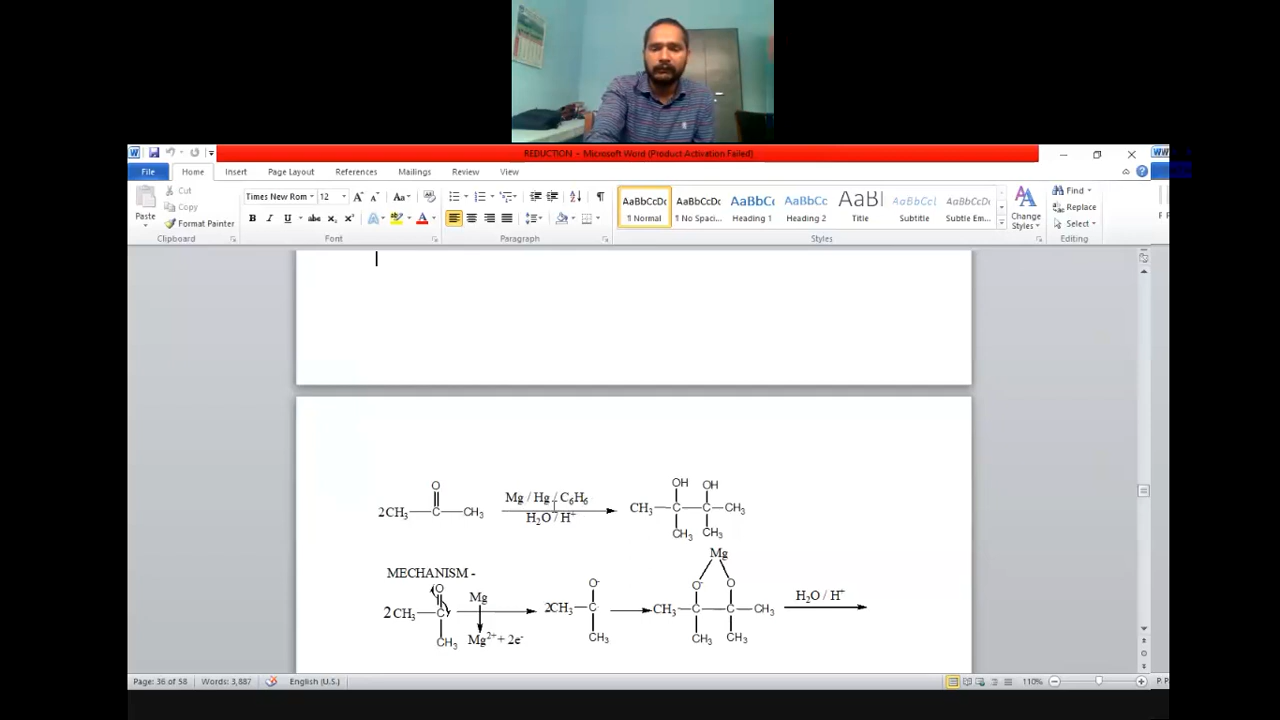 REDUCTION - Microsoft Word (Product Activation Failed)
File Home Insert Page Layout References Mailings Review View
Paste
Cut
Copy
Format Painter
Clipboard
Times New Rom 12
B I U abc x₂ x²
Font
Paragraph
AaBbCcDc AaBbCcDc AaBbCc AaBbCc AaBl AaBbCcl AaBbCcDc
¶ Normal ¶ No Spaci... Heading 1 Heading 2 Title Subtitle Subtle Em...
Styles
Change
Styles
Find
Replace
Select
Editing
O
2CH₃ C CH₃
Mg / Hg / C₆H₆
H₂O / H⁺
OH OH
CH₃ C C CH₃
CH₃ CH₃
MECHANISM -
O
2CH₃ C
CH₃
Mg
Mg²⁺ + 2e⁻
O⁻
2CH₃ C
CH₃
Mg
O⁻ O
CH₃ C C CH₃
CH₃ CH₃
H₂O / H⁺
Page: 36 of 58 Words: 3,887 English (U.S.) 110%